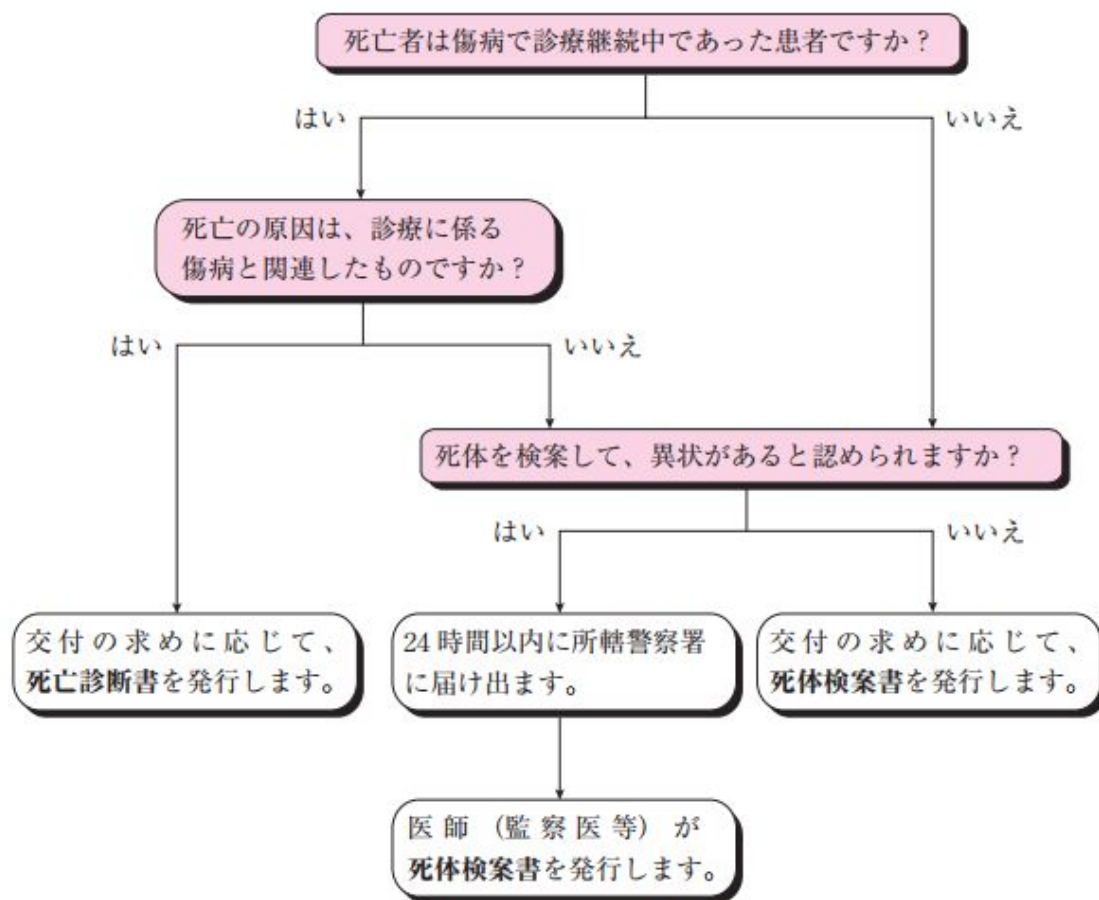 死亡者は傷病で診療継続中であった患者ですか？
はい
いいえ
死亡の原因は、診療に係る
傷病と関連したものですか？
はい
いいえ
死体を検案して、異状があると認められますか？
はい
いいえ
交付の求めに応じて、
死亡診断書を発行します。
24時間以内に所轄警察署
に届け出ます。
交付の求めに応じて、
死体検案書を発行します。
医師（監察医等）が
死体検案書を発行します。